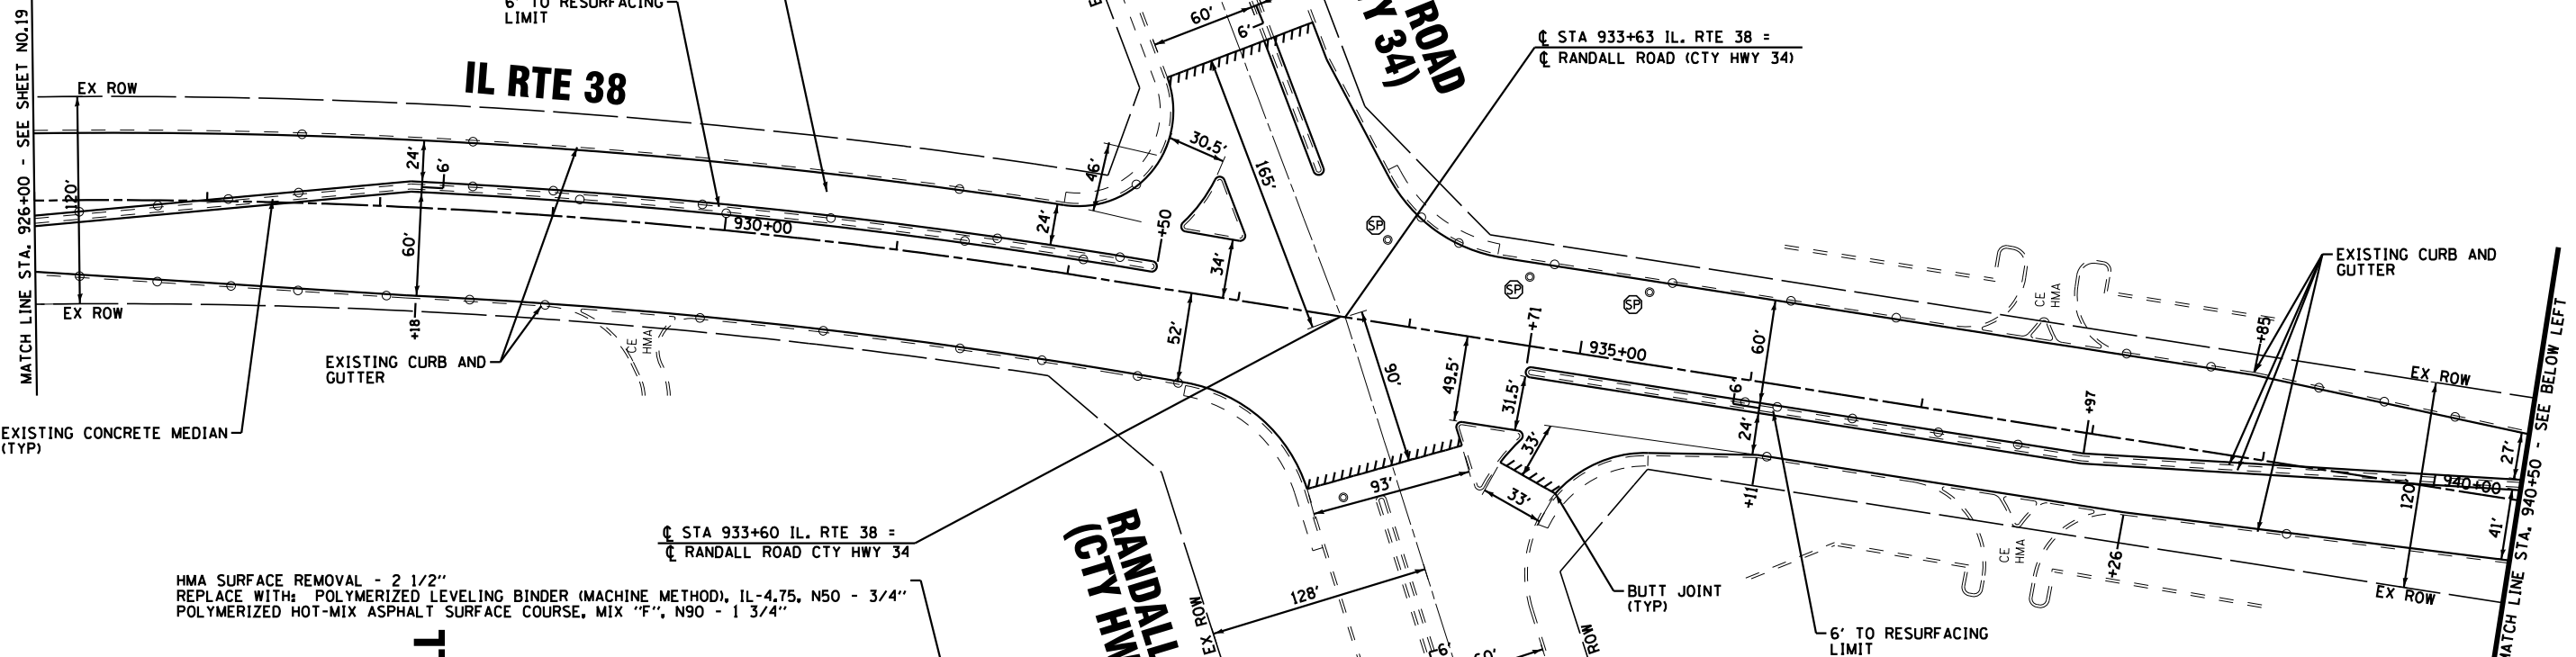 6' TO RESURFACING
LIMIT
MATCH LINE STA. 926+00 - SEE SHEET NO.19
EX ROW
IL RTE 38
120'
24'
6'
60'
+18
EX ROW
EXISTING CURB AND
GUTTER
CE
HMA
EXISTING CONCRETE MEDIAN
(TYP)
930+00
24'
46'
+50
30.5'
34'
52'
60'
6'
165'
ROAD
Y 34)
℄ STA 933+63 IL. RTE 38 =
℄ RANDALL ROAD (CTY HWY 34)
SP
SP
SP
90'
49.5'
31.5'
+71
935+00
60'
6'
24'
+11
33'
33'
93'
CE
HMA
+85
+97
EXISTING CURB AND
GUTTER
EX ROW
27'
940+00
120'
41'
MATCH LINE STA. 940+50 - SEE BELOW LEFT
+26
CE
HMA
EX ROW
℄ STA 933+60 IL. RTE 38 =
℄ RANDALL ROAD CTY HWY 34
HMA SURFACE REMOVAL - 2 1/2"
REPLACE WITH: POLYMERIZED LEVELING BINDER (MACHINE METHOD), IL-4.75, N50 - 3/4"
POLYMERIZED HOT-MIX ASPHALT SURFACE COURSE, MIX "F", N90 - 1 3/4"
RANDALL
(CTY HW
EX ROW
128'
6'
ROW
BUTT JOINT
(TYP)
6' TO RESURFACING
LIMIT